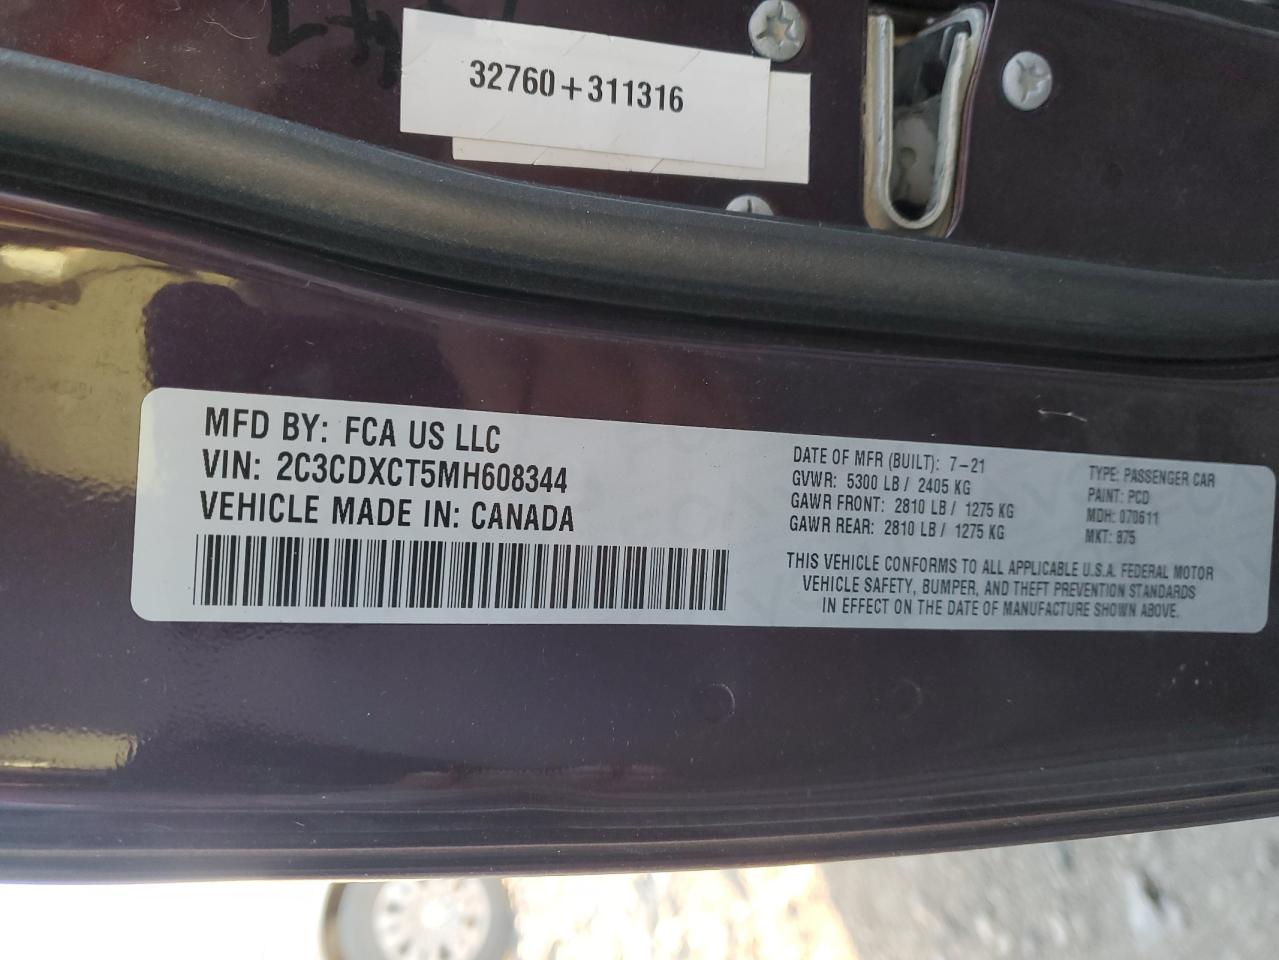 32760+311316
MFD BY: FCA US LLC
VIN: 2C3CDXCT5MH608344
VEHICLE MADE IN: CANADA
DATE OF MFR (BUILT): 7-21
GVWR: 5300 LB / 2405 KG
GAWR FRONT: 2810 LB / 1275 KG
GAWR REAR: 2810 LB / 1275 KG
TYPE: PASSENGER CAR
PAINT: PCD
MDH: 070611
MKT: 875
THIS VEHICLE CONFORMS TO ALL APPLICABLE U.S.A. FEDERAL MOTOR
VEHICLE SAFETY, BUMPER, AND THEFT PREVENTION STANDARDS
IN EFFECT ON THE DATE OF MANUFACTURE SHOWN ABOVE.